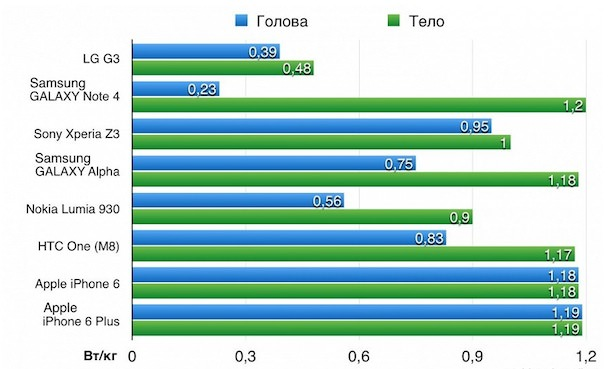 Голова Тело
LG G3 0,39
0,48
Samsung
GALAXY Note 4 0,23
1,2
Sony Xperia Z3 0,95
1
Samsung
GALAXY Alpha 0,75
1,18
Nokia Lumia 930 0,56
0,9
HTC One (M8) 0,83
1,17
Apple iPhone 6 1,18
1,18
Apple
iPhone 6 Plus 1,19
1,19
Вт/кг 0 0,3 0,6 0,9 1,2